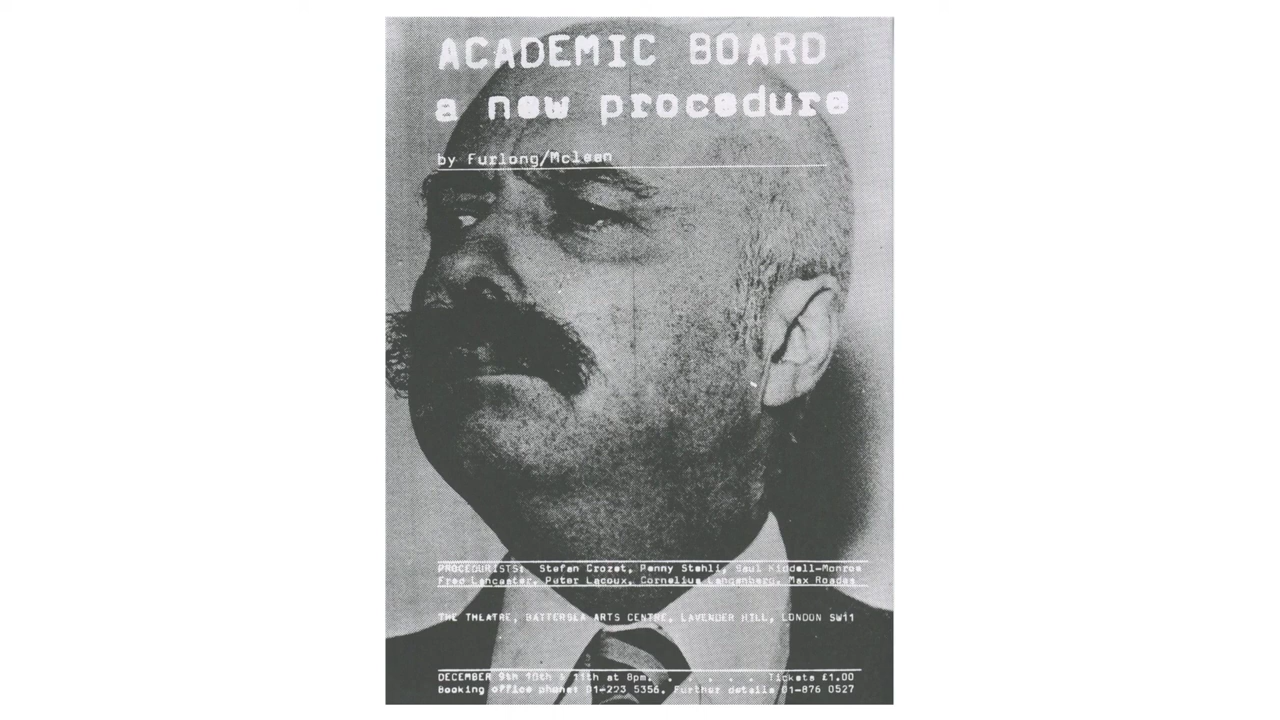 ACADEMIC BOARD
a new procedure
by Furlong/Mclean
PROCEDURISTS: Stefan Crozet, Penny Stehli, Saul Kiddell-Monroe
Fred Lancaster, Peter Lacoux, Cornelius Langenberg, Max Roadas
THE THEATRE, BATTERSEA ARTS CENTRE, LAVENDER HILL, LONDON SW11
DECEMBER 9th 10th & 11th at 8pm. . . . . . . Tickets £1.00
Booking office phone: 01-223 5356. Further details 01-876 0527